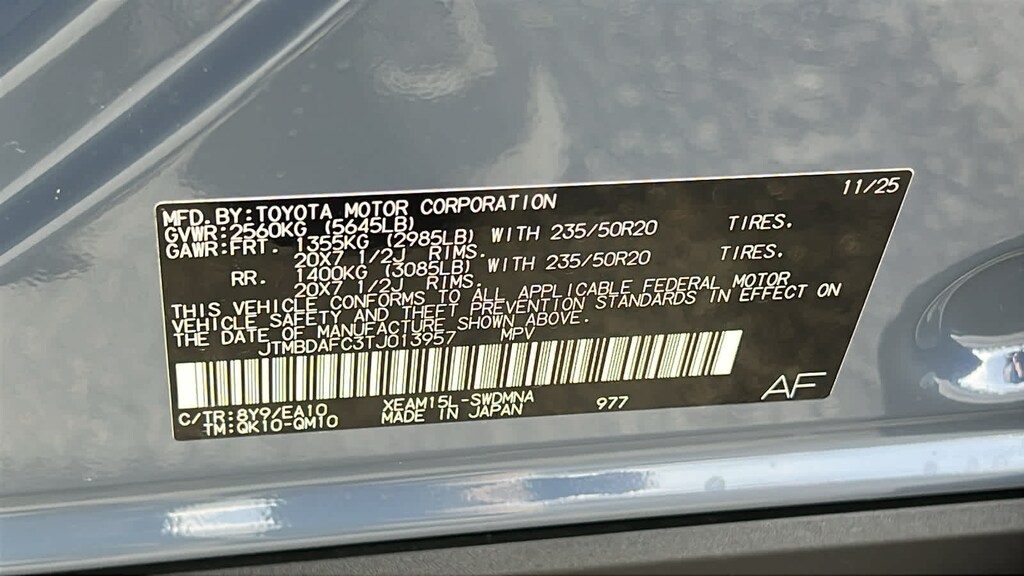 11/25
MFD. BY:TOYOTA MOTOR CORPORATION
GVWR:2560KG (5645LB)
GAWR:FRT. 1355KG (2985LB) WITH 235/50R20 TIRES.
20X7 1/2J RIMS.
RR. 1400KG (3085LB) WITH 235/50R20 TIRES.
20X7 1/2J RIMS.
THIS VEHICLE CONFORMS TO ALL APPLICABLE FEDERAL MOTOR
VEHICLE SAFETY AND THEFT PREVENTION STANDARDS IN EFFECT ON
THE DATE OF MANUFACTURE SHOWN ABOVE.
JTMBDAFC3TJ013957 MPV
C/TR:8Y9/EA10 XEAM15L-SWDMNA 977 AF
TM:QK10-QM10 MADE IN JAPAN